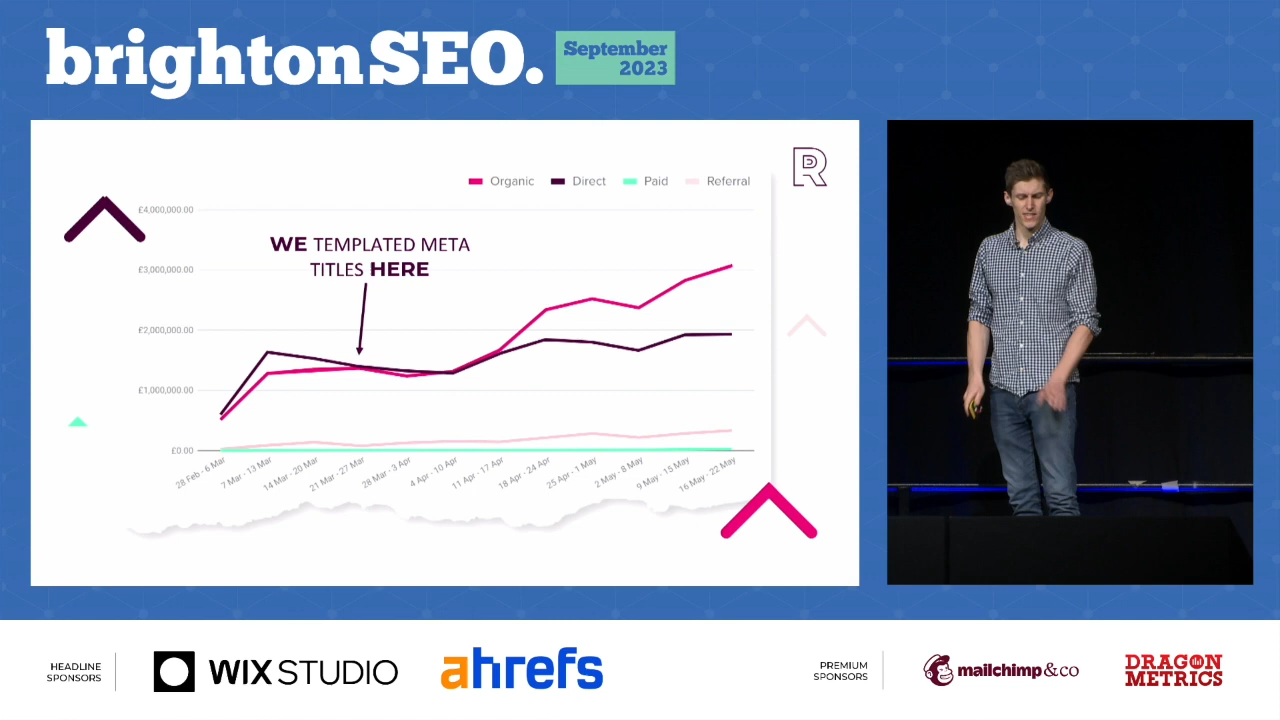 brightonSEO.
September
2023
R
Organic
Direct
Paid
Referral
£4,000,000.00
£3,000,000.00
£2,000,000.00
£1,000,000.00
£0.00
WE TEMPLATED META
TITLES HERE
28 Feb - 6 Mar
7 Mar - 13 Mar
14 Mar - 20 Mar
21 Mar - 27 Mar
28 Mar - 3 Apr
4 Apr - 10 Apr
11 Apr - 17 Apr
18 Apr - 24 Apr
25 Apr - 1 May
2 May - 8 May
9 May - 15 May
16 May - 22 May
HEADLINE
SPONSORS
WIX STUDIO
ahrefs
PREMIUM
SPONSORS
mailchimp&co
DRAGON
METRICS